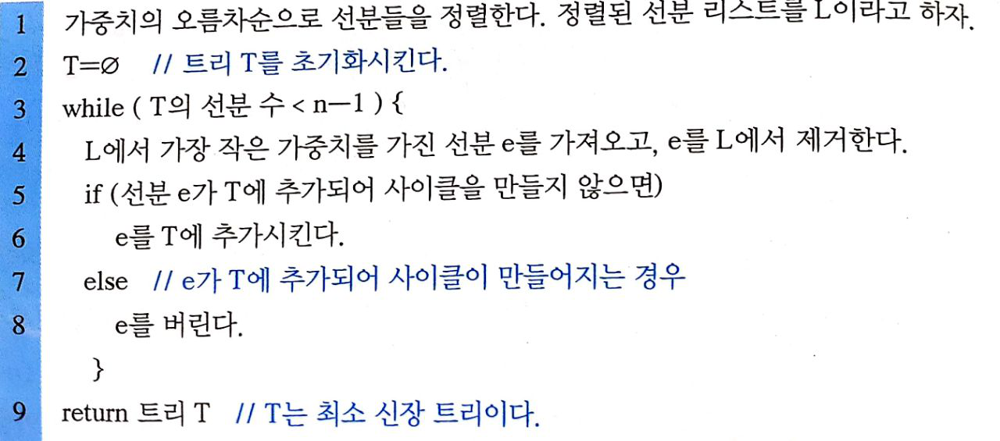 1 가중치의 오름차순으로 선분들을 정렬한다. 정렬된 선분 리스트를 L이라고 하자.
2 T=∅ // 트리 T를 초기화시킨다.
3 while ( T의 선분 수 < n—1 ) {
4 L에서 가장 작은 가중치를 가진 선분 e를 가져오고, e를 L에서 제거한다.
5 if (선분 e가 T에 추가되어 사이클을 만들지 않으면)
6 e를 T에 추가시킨다.
7 else // e가 T에 추가되어 사이클이 만들어지는 경우
8 e를 버린다.
}
9 return 트리 T // T는 최소 신장 트리이다.